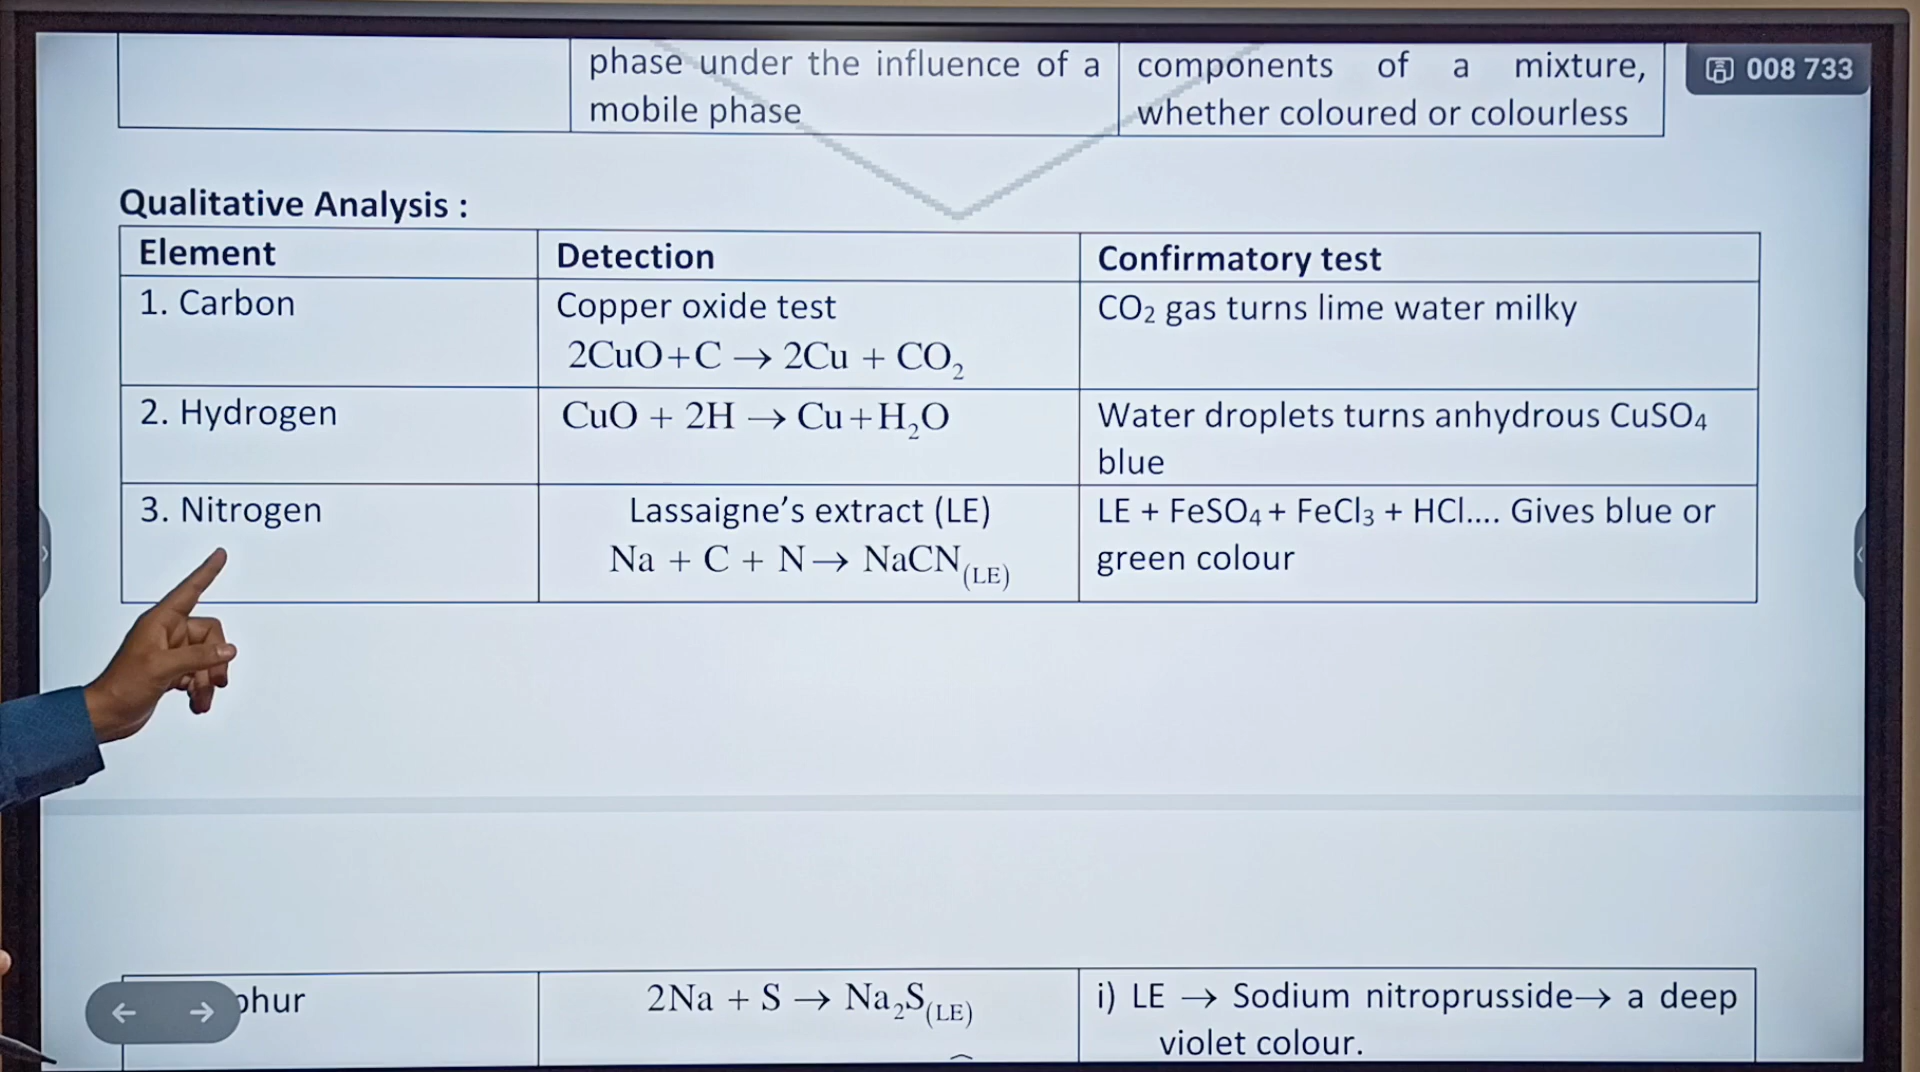 phase under the influence of a
mobile phase
components of a mixture,
whether coloured or colourless
008 733
Qualitative Analysis :
Element
Detection
Confirmatory test
1. Carbon
Copper oxide test
2CuO+C → 2Cu + CO₂
CO₂ gas turns lime water milky
2. Hydrogen
CuO + 2H → Cu+H₂O
Water droplets turns anhydrous CuSO₄
blue
3. Nitrogen
Lassaigne’s extract (LE)
Na + C + N→ NaCN(LE)
LE + FeSO₄ + FeCl₃ + HCl.... Gives blue or
green colour
phur
2Na + S → Na₂S(LE)
i) LE → Sodium nitroprusside→ a deep
violet colour.